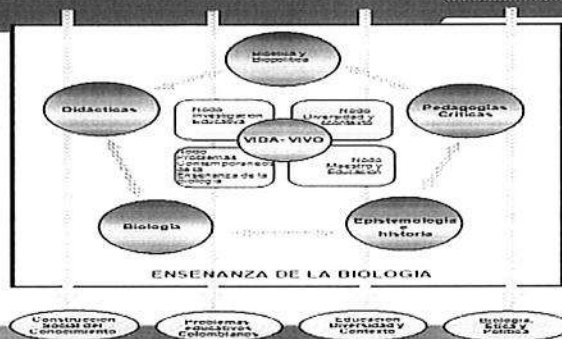 Bioética y
Biopolítica
Didácticas
Pedagogías
Críticas
Nodo
Investigación
Educativa
Nodo
Diversidad y
Contexto
VIDA- VIVO
Nodo
Problemas
Contemporáneos
de la
Enseñanza de la
biología
Nodo
Maestro y
Educación
Biología
Epistemología
e
historia
ENSEÑANZA DE LA BIOLOGIA
Construcción
Social del
Conocimiento
Problemas
educativos
Colombianos
Educación
Diversidad y
Contexto
Biología,
Ética y
Política